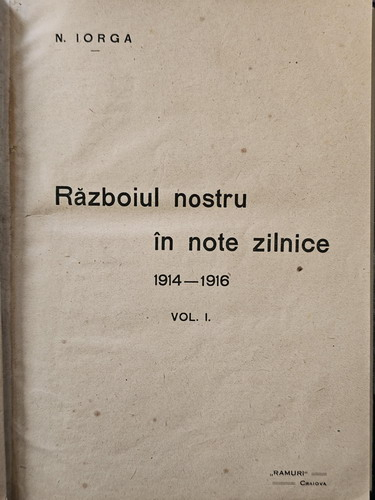 N. IORGA
Războiul nostru
în note zilnice
1914—1916
VOL. I.
„RAMURI“
CRAIOVA